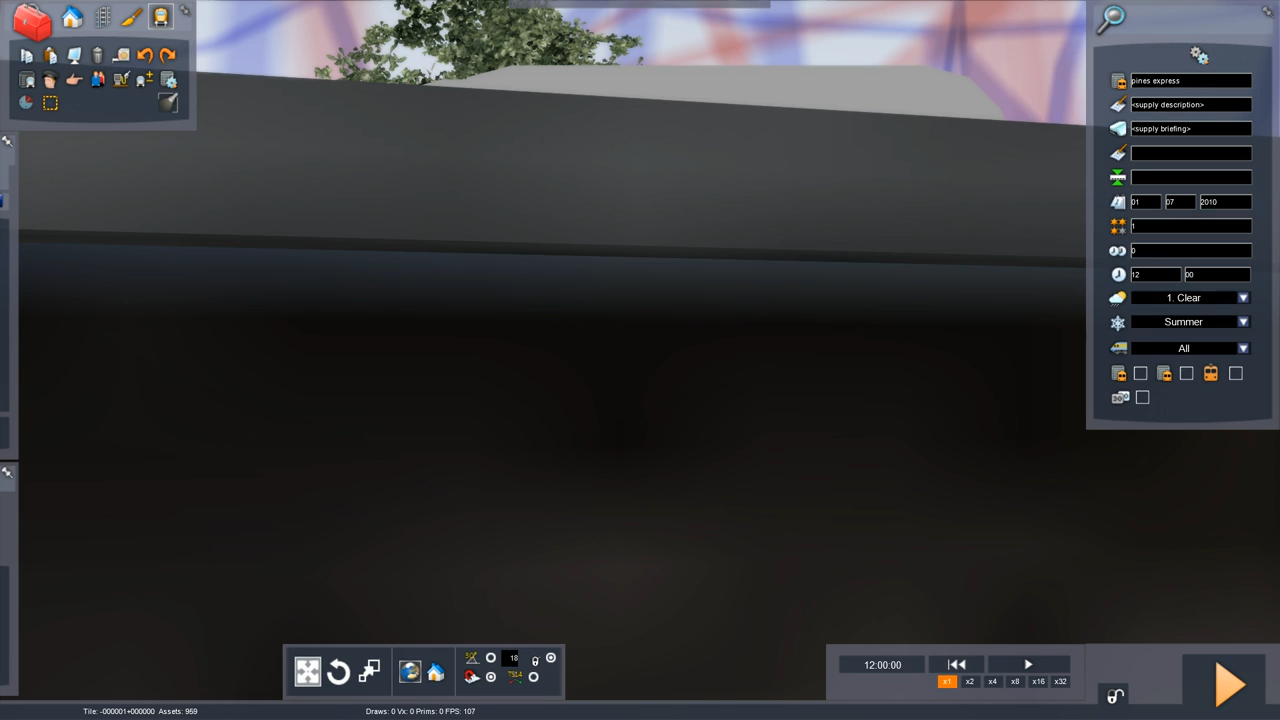 pines express
<supply description>
<supply briefing>
01 07 2010
1
0
12 00
1. Clear
Summer
All
18
12:00:00
x1 x2 x4 x8 x16 x32
Tile: -000001+000000 Assets: 959
Draws: 0 Vx: 0 Prims: 0 FPS: 107